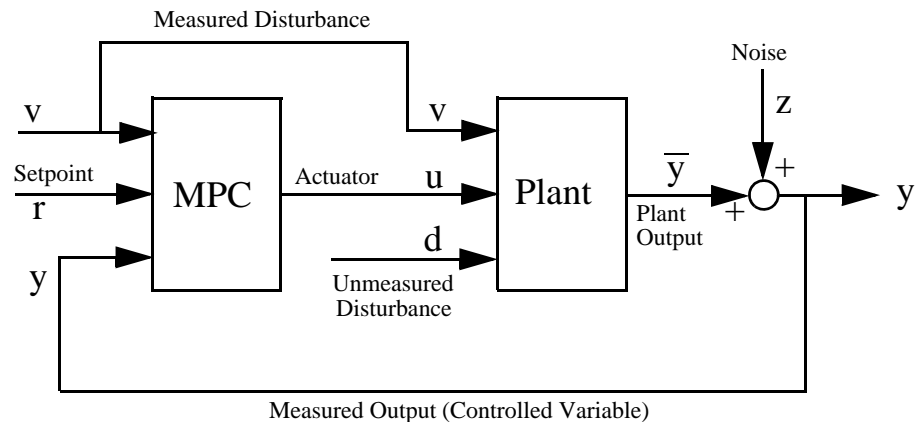 Measured Disturbance
Noise
v
v
z
Setpoint
r
MPC
Actuator
u
Plant
y̅
+
+
y
Plant
Output
y
d
Unmeasured
Disturbance
Measured Output (Controlled Variable)